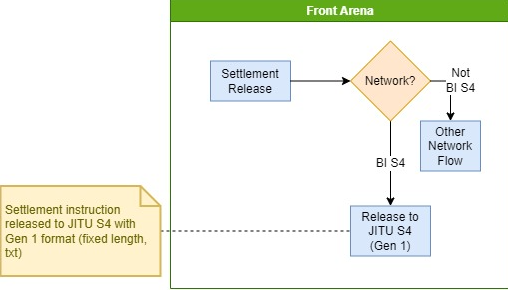 Front Arena
Settlement
Release
Network?
Not
BI S4
Other
Network
Flow
BI S4
Release to
JITU S4
(Gen 1)
Settlement instruction
released to JITU S4 with
Gen 1 format (fixed length,
txt)